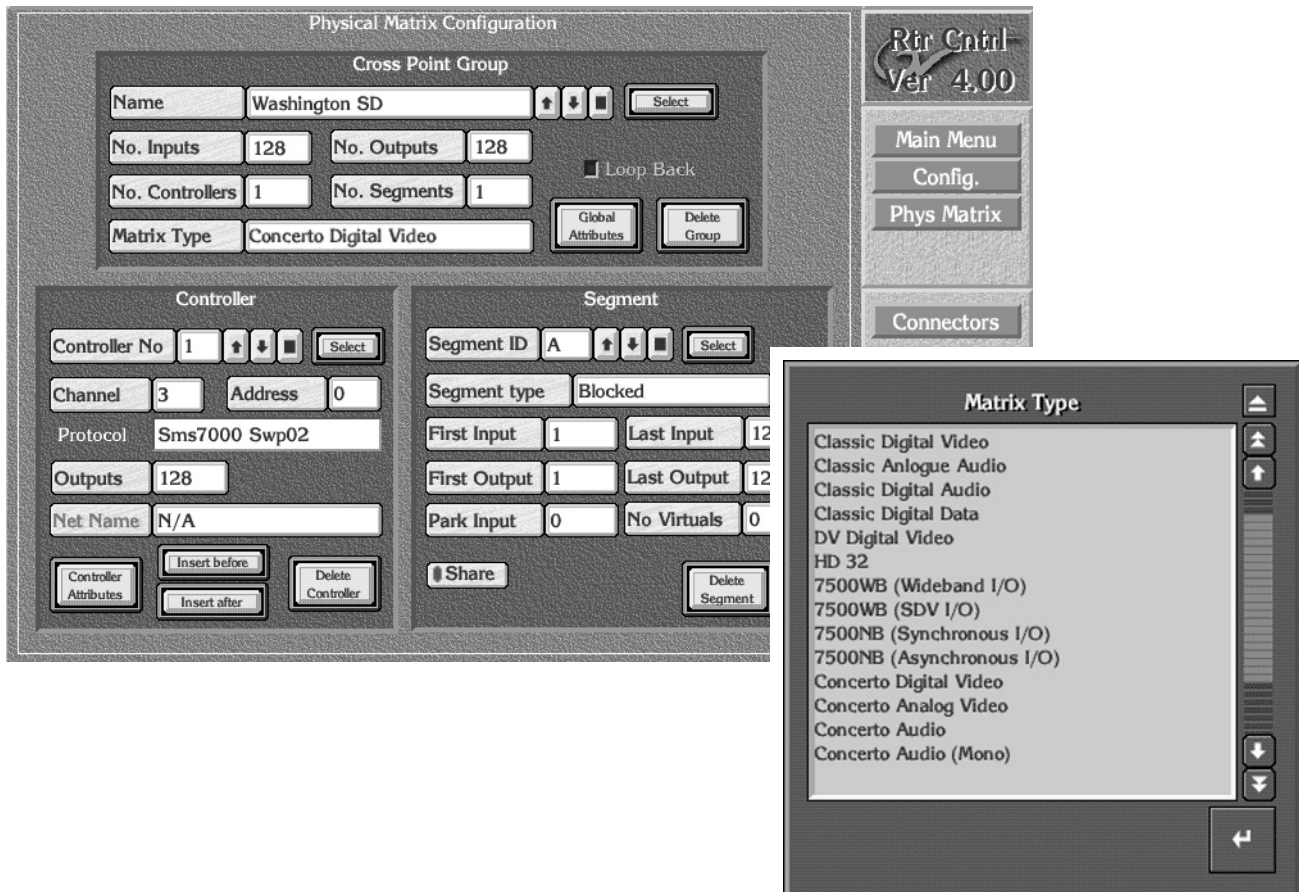 Physical Matrix Configuration
Cross Point Group
Name Washington SD Select
No. Inputs 128 No. Outputs 128
Loop Back
No. Controllers 1 No. Segments 1
Matrix Type Concerto Digital Video
Global Attributes
Delete Group
Controller
Controller No 1 Select
Channel 3 Address 0
Protocol Sms7000 Swp02
Outputs 128
Net Name N/A
Controller Attributes
Insert before
Insert after
Delete Controller
Segment
Segment ID A Select
Segment type Blocked
First Input 1 Last Input 12
First Output 1 Last Output 12
Park Input 0 No Virtuals 0
Share
Delete Segment
Rtr Cntrl
Ver 4.00
Main Menu
Config.
Phys Matrix
Connectors
Matrix Type
Classic Digital Video
Classic Anlogue Audio
Classic Digital Audio
Classic Digital Data
DV Digital Video
HD 32
7500WB (Wideband I/O)
7500WB (SDV I/O)
7500NB (Synchronous I/O)
7500NB (Asynchronous I/O)
Concerto Digital Video
Concerto Analog Video
Concerto Audio
Concerto Audio (Mono)